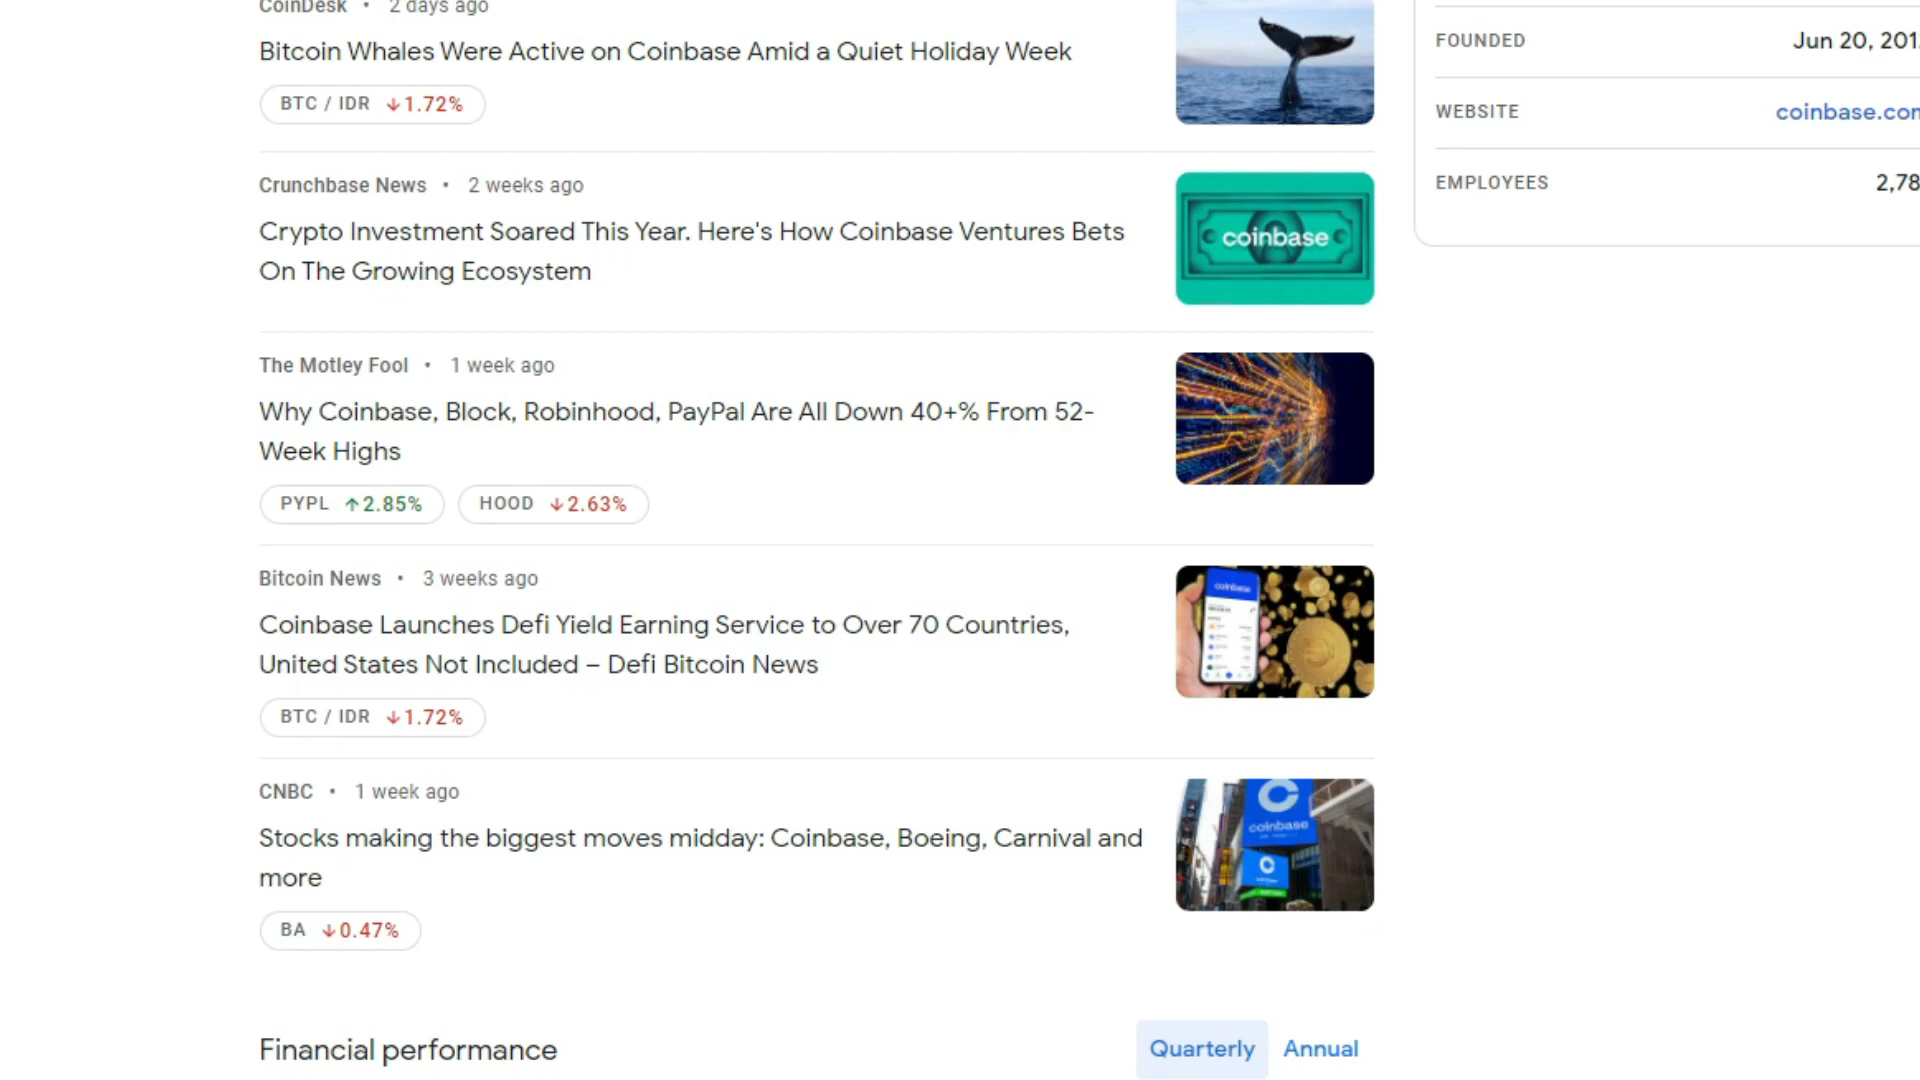 CoinDesk • 2 days ago
Bitcoin Whales Were Active on Coinbase Amid a Quiet Holiday Week
BTC / IDR ↓1.72%
Crunchbase News • 2 weeks ago
Crypto Investment Soared This Year. Here's How Coinbase Ventures Bets
On The Growing Ecosystem
coinbase
The Motley Fool • 1 week ago
Why Coinbase, Block, Robinhood, PayPal Are All Down 40+% From 52-
Week Highs
PYPL ↑2.85% HOOD ↓2.63%
Bitcoin News • 3 weeks ago
Coinbase Launches Defi Yield Earning Service to Over 70 Countries,
United States Not Included – Defi Bitcoin News
coinbase
BTC / IDR ↓1.72%
CNBC • 1 week ago
Stocks making the biggest moves midday: Coinbase, Boeing, Carnival and
more
coinbase
BA ↓0.47%
Financial performance
Quarterly Annual
FOUNDED Jun 20, 201
WEBSITE coinbase.com
EMPLOYEES 2,78